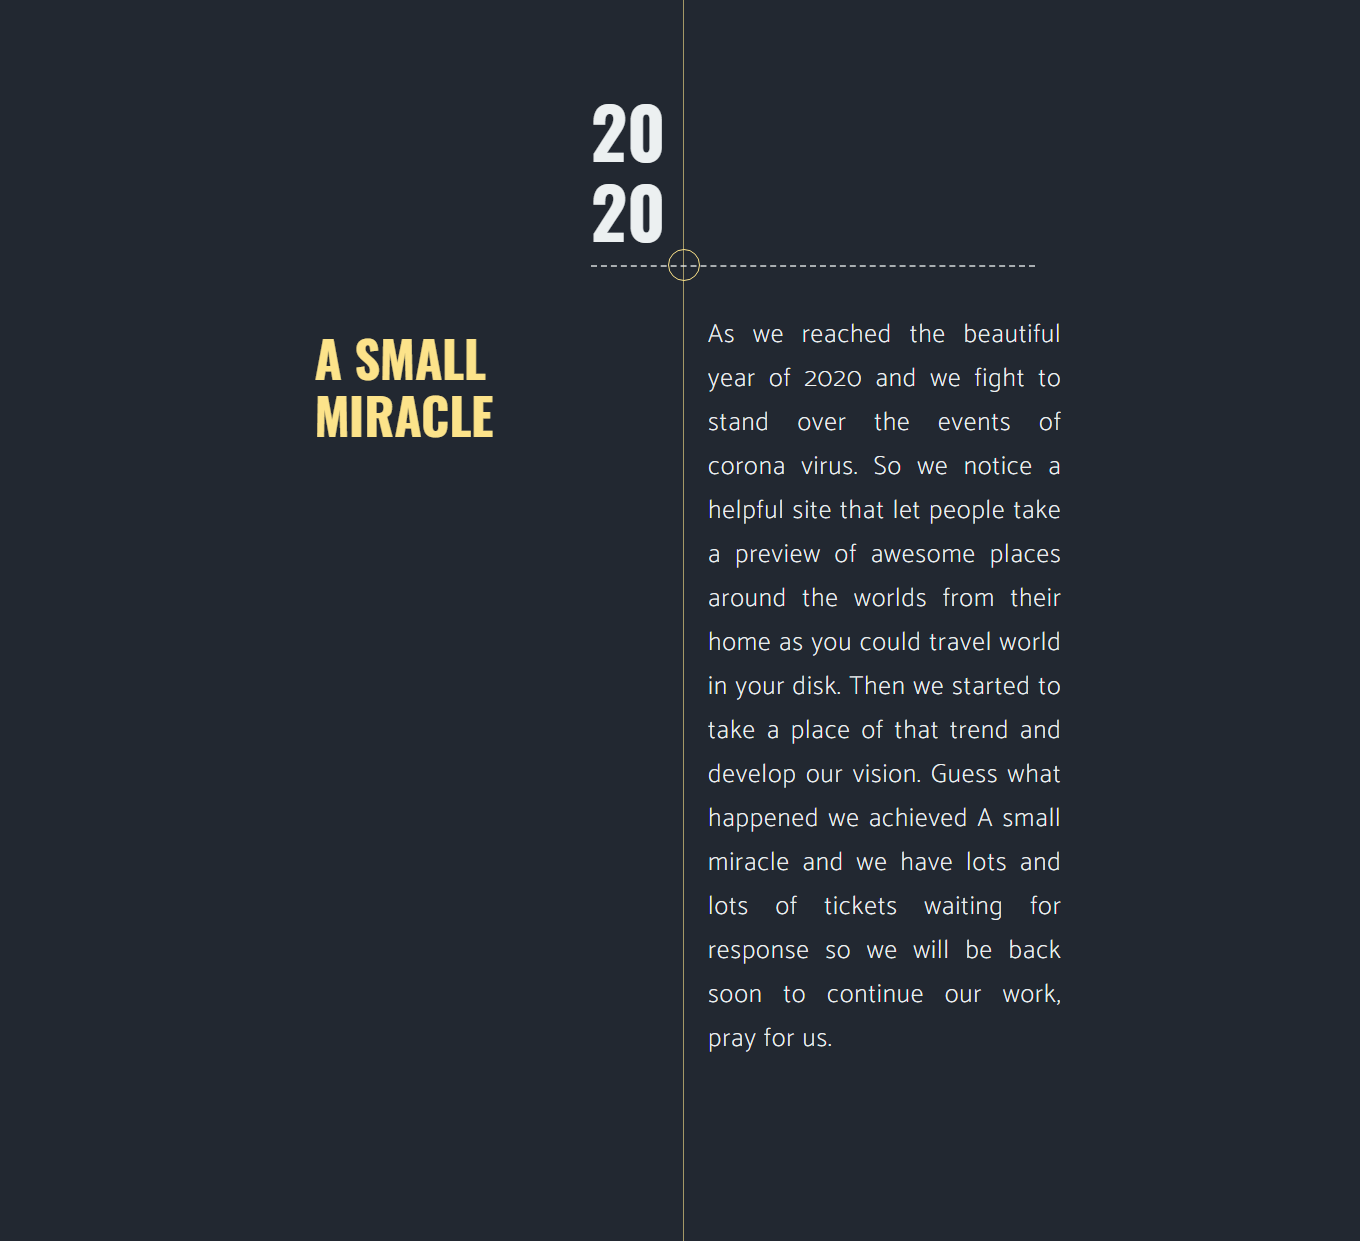 20
20
A SMALL
MIRACLE
As we reached the beautiful
year of 2020 and we fight to
stand over the events of
corona virus. So we notice a
helpful site that let people take
a preview of awesome places
around the worlds from their
home as you could travel world
in your disk. Then we started to
take a place of that trend and
develop our vision. Guess what
happened we achieved A small
miracle and we have lots and
lots of tickets waiting for
response so we will be back
soon to continue our work,
pray for us.